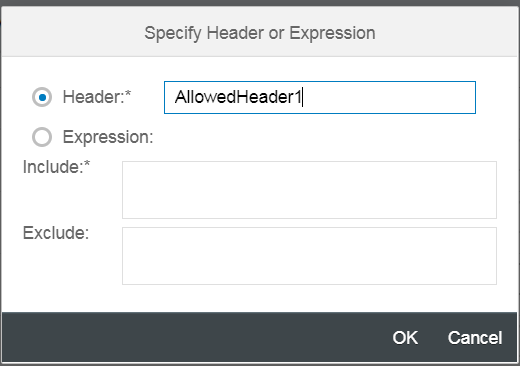 Specify Header or Expression
Header:* AllowedHeader1
Expression:
Include:*
Exclude:
OK Cancel